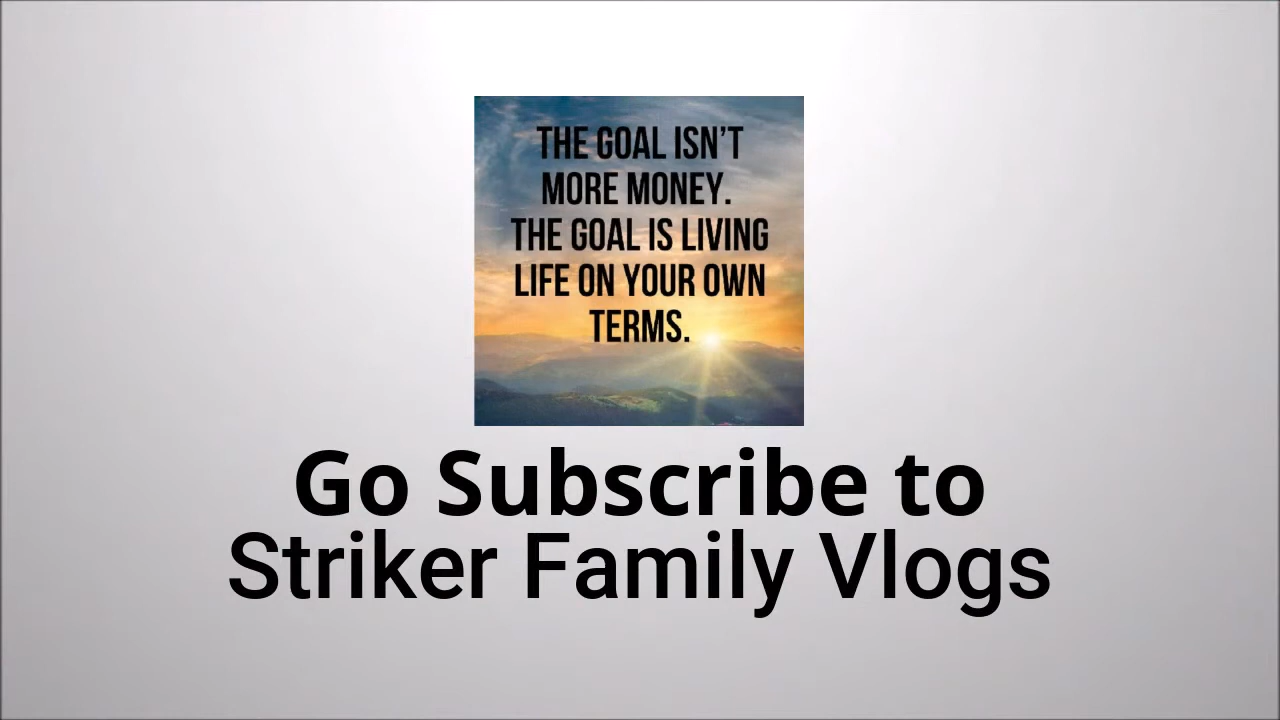 THE GOAL ISN'T
MORE MONEY.
THE GOAL IS LIVING
LIFE ON YOUR OWN
TERMS.
Go Subscribe to
Striker Family Vlogs